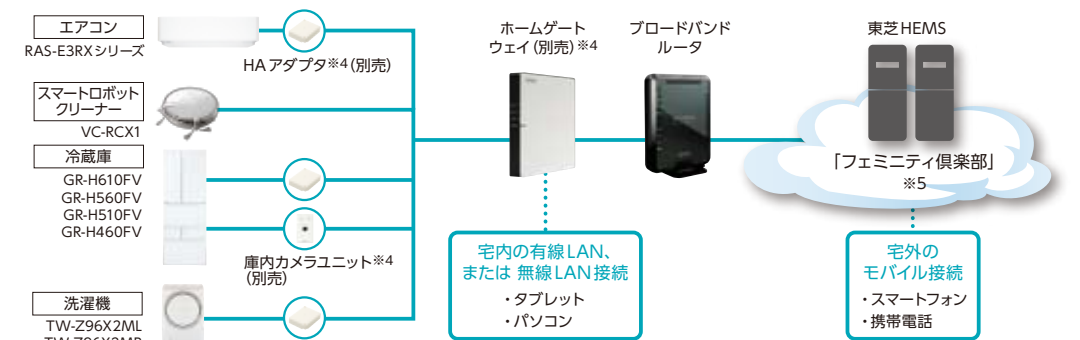 エアコン
RAS-E3RXシリーズ
HAアダプタ※4(別売)
スマートロボット
クリーナー
VC-RCX1
冷蔵庫
GR-H610FV
GR-H560FV
GR-H510FV
GR-H460FV
庫内カメラユニット※4
(別売)
洗濯機
TW-Z96X2ML
ホームゲート
ウェイ(別売)※4
ブロードバンド
ルータ
東芝HEMS
「フェミニティ倶楽部」
※5
宅内の有線LAN、
または 無線LAN接続
・タブレット
・パソコン
宅外の
モバイル接続
・スマートフォン
・携帯電話